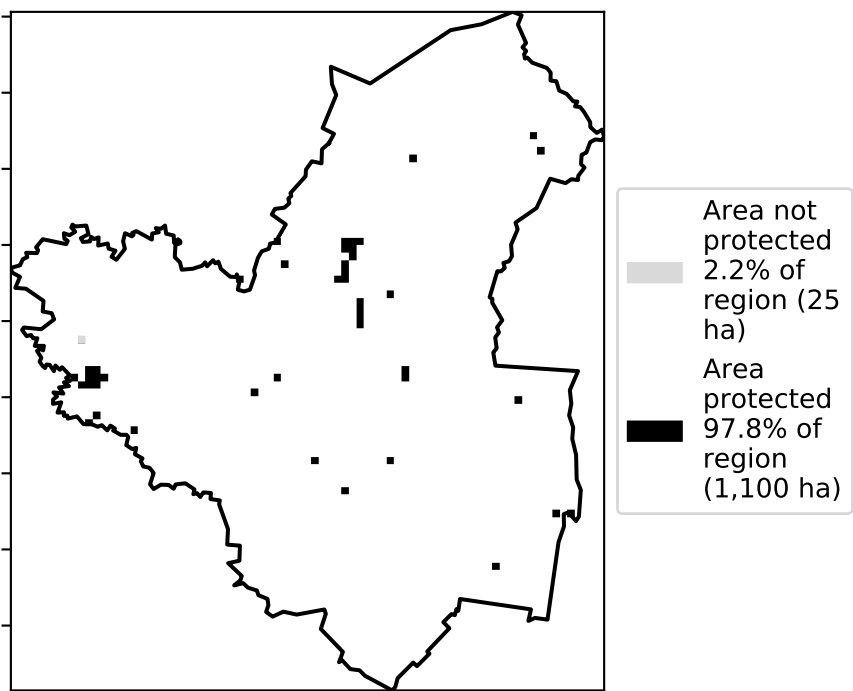 Area not
protected
2.2% of
region (25
ha)
Area
protected
97.8% of
region
(1,100 ha)